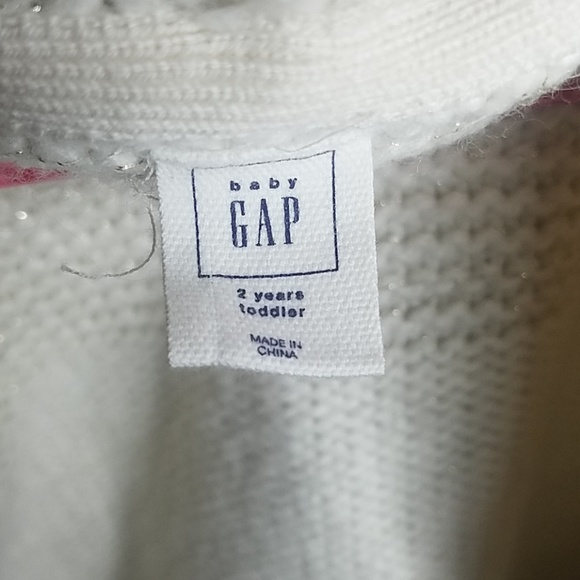 baby
GAP
2 years
toddler
MADE IN
CHINA